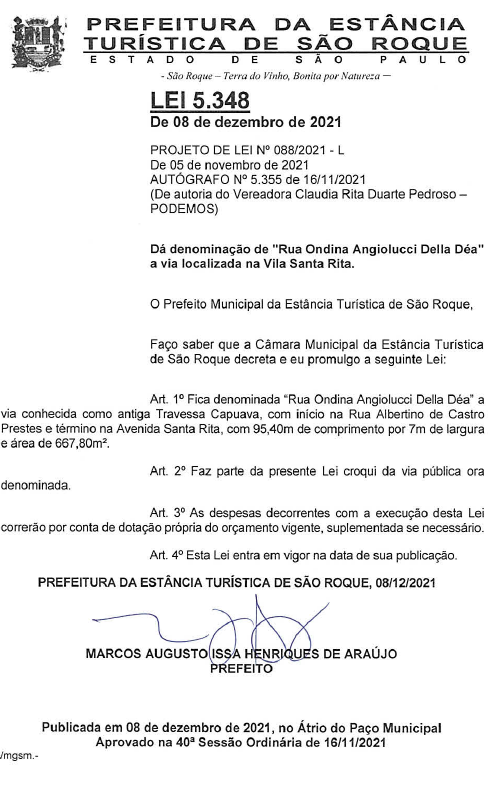 PREFEITURA DA ESTÂNCIA
TURÍSTICA DE SÃO ROQUE
ESTADO DE SÃO PAULO
- São Roque – Terra do Vinho, Bonita por Natureza –
LEI 5.348
De 08 de dezembro de 2021
PROJETO DE LEI Nº 088/2021 - L
De 05 de novembro de 2021
AUTÓGRAFO Nº 5.355 de 16/11/2021
(De autoria do Vereadora Claudia Rita Duarte Pedroso –
PODEMOS)
Dá denominação de "Rua Ondina Angiolucci Della Déa"
a via localizada na Vila Santa Rita.
O Prefeito Municipal da Estância Turística de São Roque,
Faço saber que a Câmara Municipal da Estância Turística
de São Roque decreta e eu promulgo a seguinte Lei:
Art. 1º Fica denominada “Rua Ondina Angiolucci Della Déa” a
via conhecida como antiga Travessa Capuava, com início na Rua Albertino de Castro
Prestes e término na Avenida Santa Rita, com 95,40m de comprimento por 7m de largura
e área de 667,80m².
Art. 2º Faz parte da presente Lei croqui da via pública ora
denominada.
Art. 3º As despesas decorrentes com a execução desta Lei
correrão por conta de dotação própria do orçamento vigente, suplementada se necessário.
Art. 4º Esta Lei entra em vigor na data de sua publicação.
PREFEITURA DA ESTÂNCIA TURÍSTICA DE SÃO ROQUE, 08/12/2021
MARCOS AUGUSTO ISSA HENRIQUES DE ARAÚJO
PREFEITO
Publicada em 08 de dezembro de 2021, no Átrio do Paço Municipal
Aprovado na 40ª Sessão Ordinária de 16/11/2021
/mgsm.-